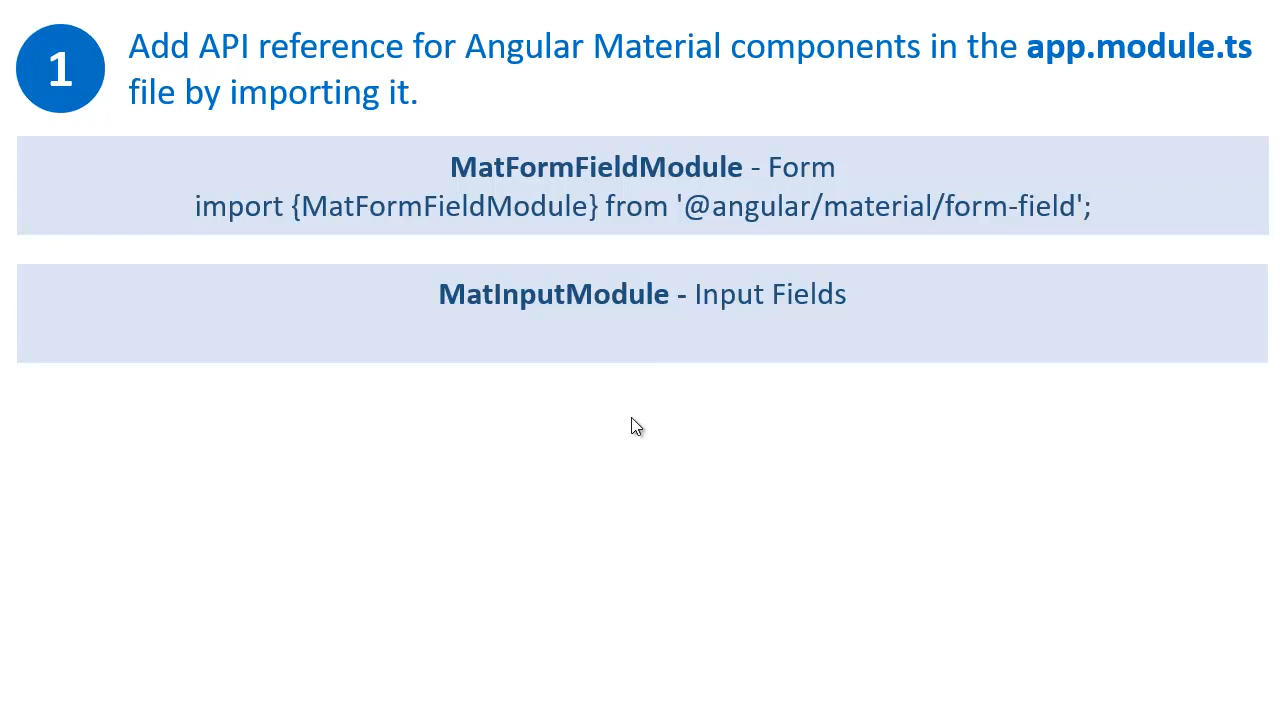 1
Add API reference for Angular Material components in the app.module.ts
file by importing it.
MatFormFieldModule - Form
import {MatFormFieldModule} from '@angular/material/form-field';
MatInputModule - Input Fields